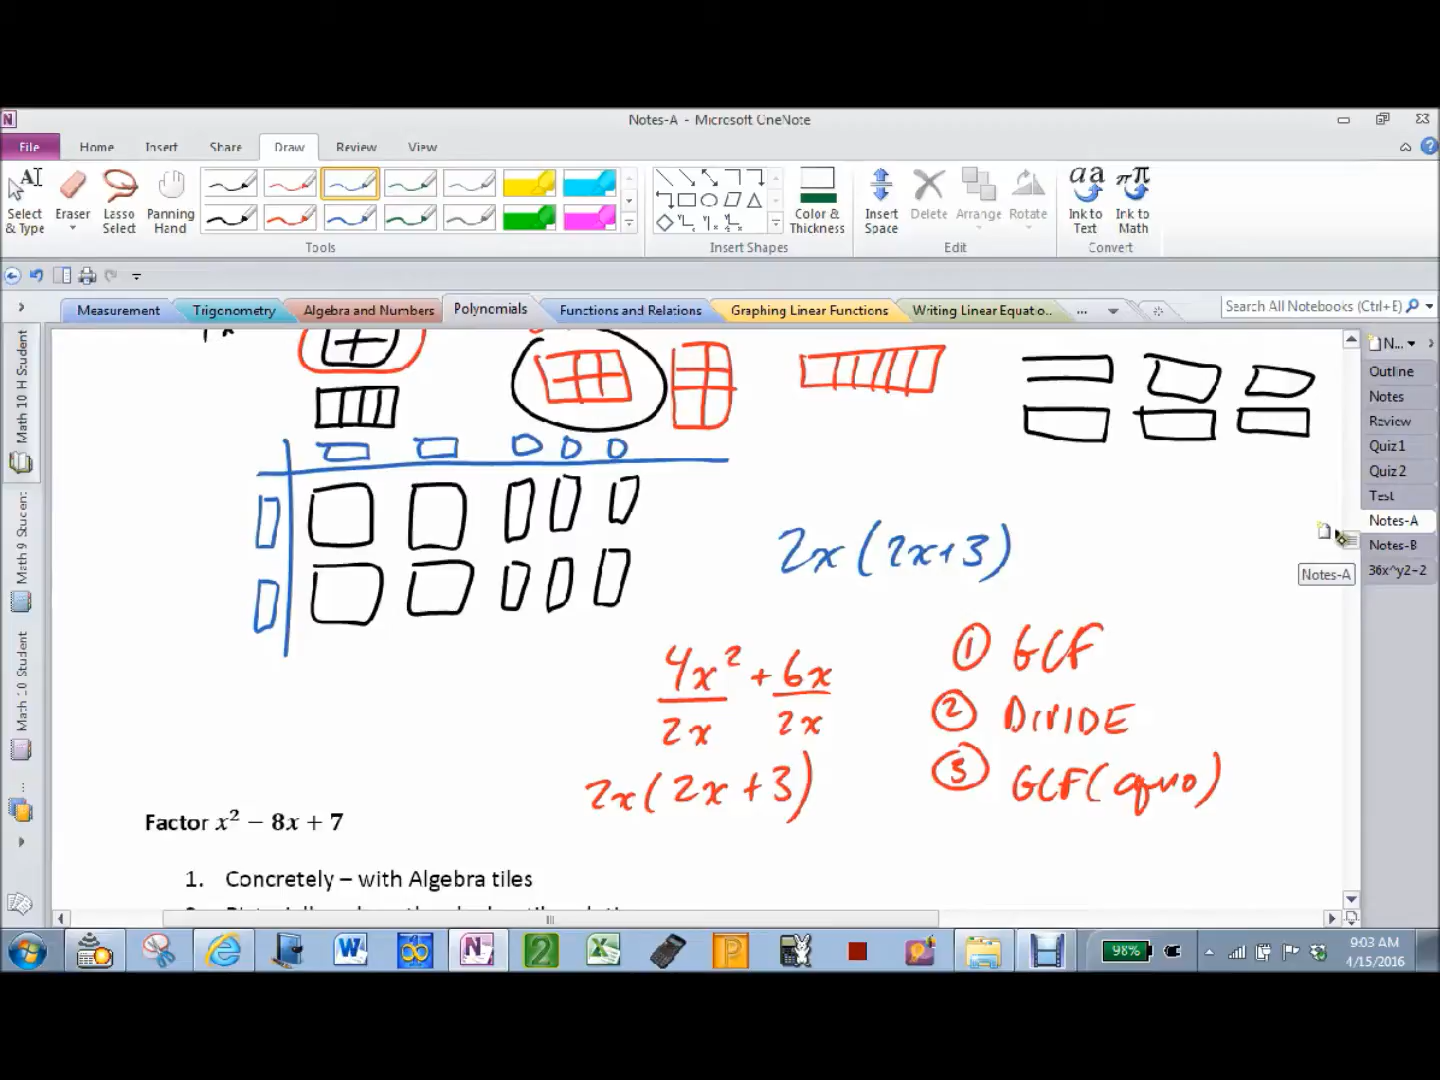 Notes-A - Microsoft OneNote
File Home Insert Share Draw Review View
Select & Type
Eraser
Lasso Select
Panning Hand
Color & Thickness
Insert Space
Delete
Arrange
Rotate
Ink to Text
Ink to Math
Tools
Insert Shapes
Edit
Convert
Measurement Trigonometry Algebra and Numbers Polynomials Functions and Relations Graphing Linear Functions Writing Linear Equatio.. ...
Search All Notebooks (Ctrl+E)
Math 10 H Student
Math 9 Student
Math 10 Student
N...
Outline
Notes
Review
Quiz 1
Quiz 2
Test
Notes-A
Notes-B
36x^y2-2
Notes-A
2x(2x+3)
4x² + 6x
2x 2x
2x(2x+3)
① GCF
② DIVIDE
③ GCF(quo)
Factor x² − 8x + 7
1. Concretely – with Algebra tiles
98%
9:03 AM
4/15/2016